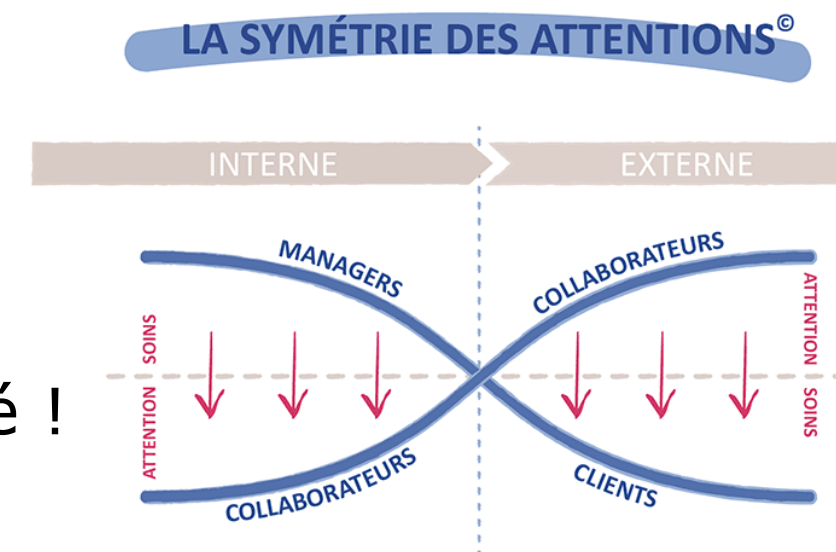 LA SYMÉTRIE DES ATTENTIONS©
INTERNE
EXTERNE
MANAGERS
COLLABORATEURS
SOINS
ATTENTION
ATTENTION
SOINS
é !
COLLABORATEURS
CLIENTS